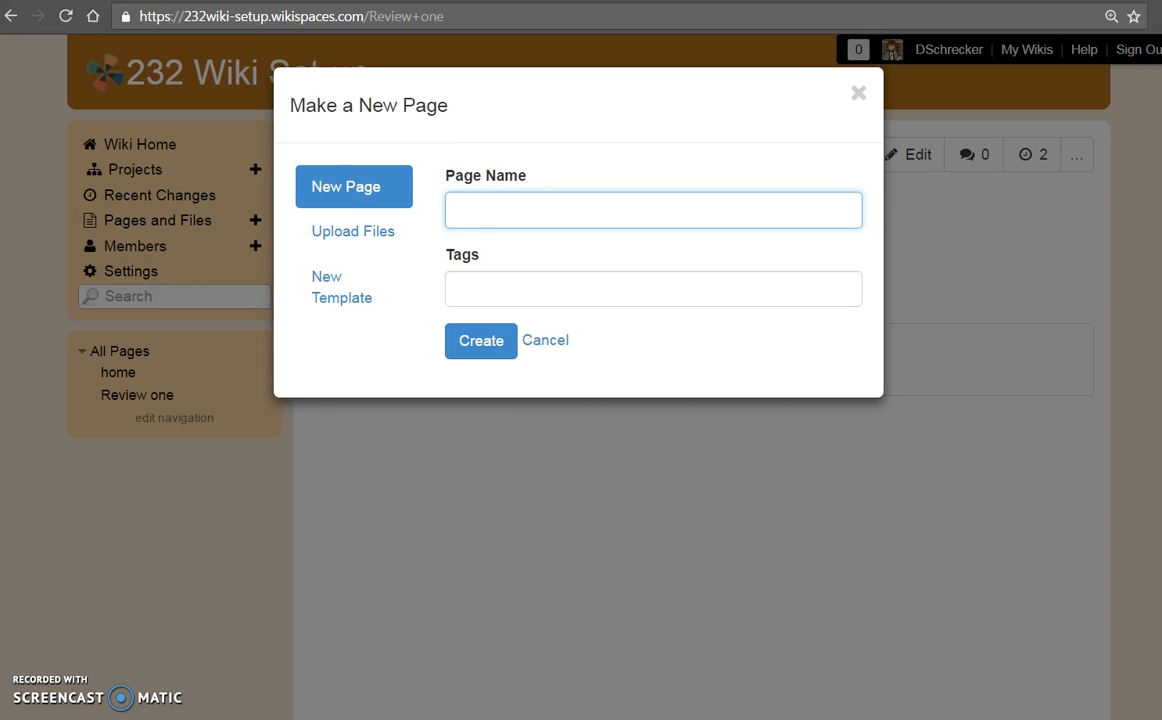 https://232wiki-setup.wikispaces.com/Review+one
0 DSchrecker My Wikis Help Sign Ou
232 Wiki Setup
Make a New Page
Wiki Home
Projects
Recent Changes
Pages and Files
Members
Settings
Search
All Pages
home
Review one
edit navigation
New Page
Upload Files
New
Template
Page Name
Tags
Create Cancel
Edit 0 2 ...
RECORDED WITH
SCREENCAST MATIC